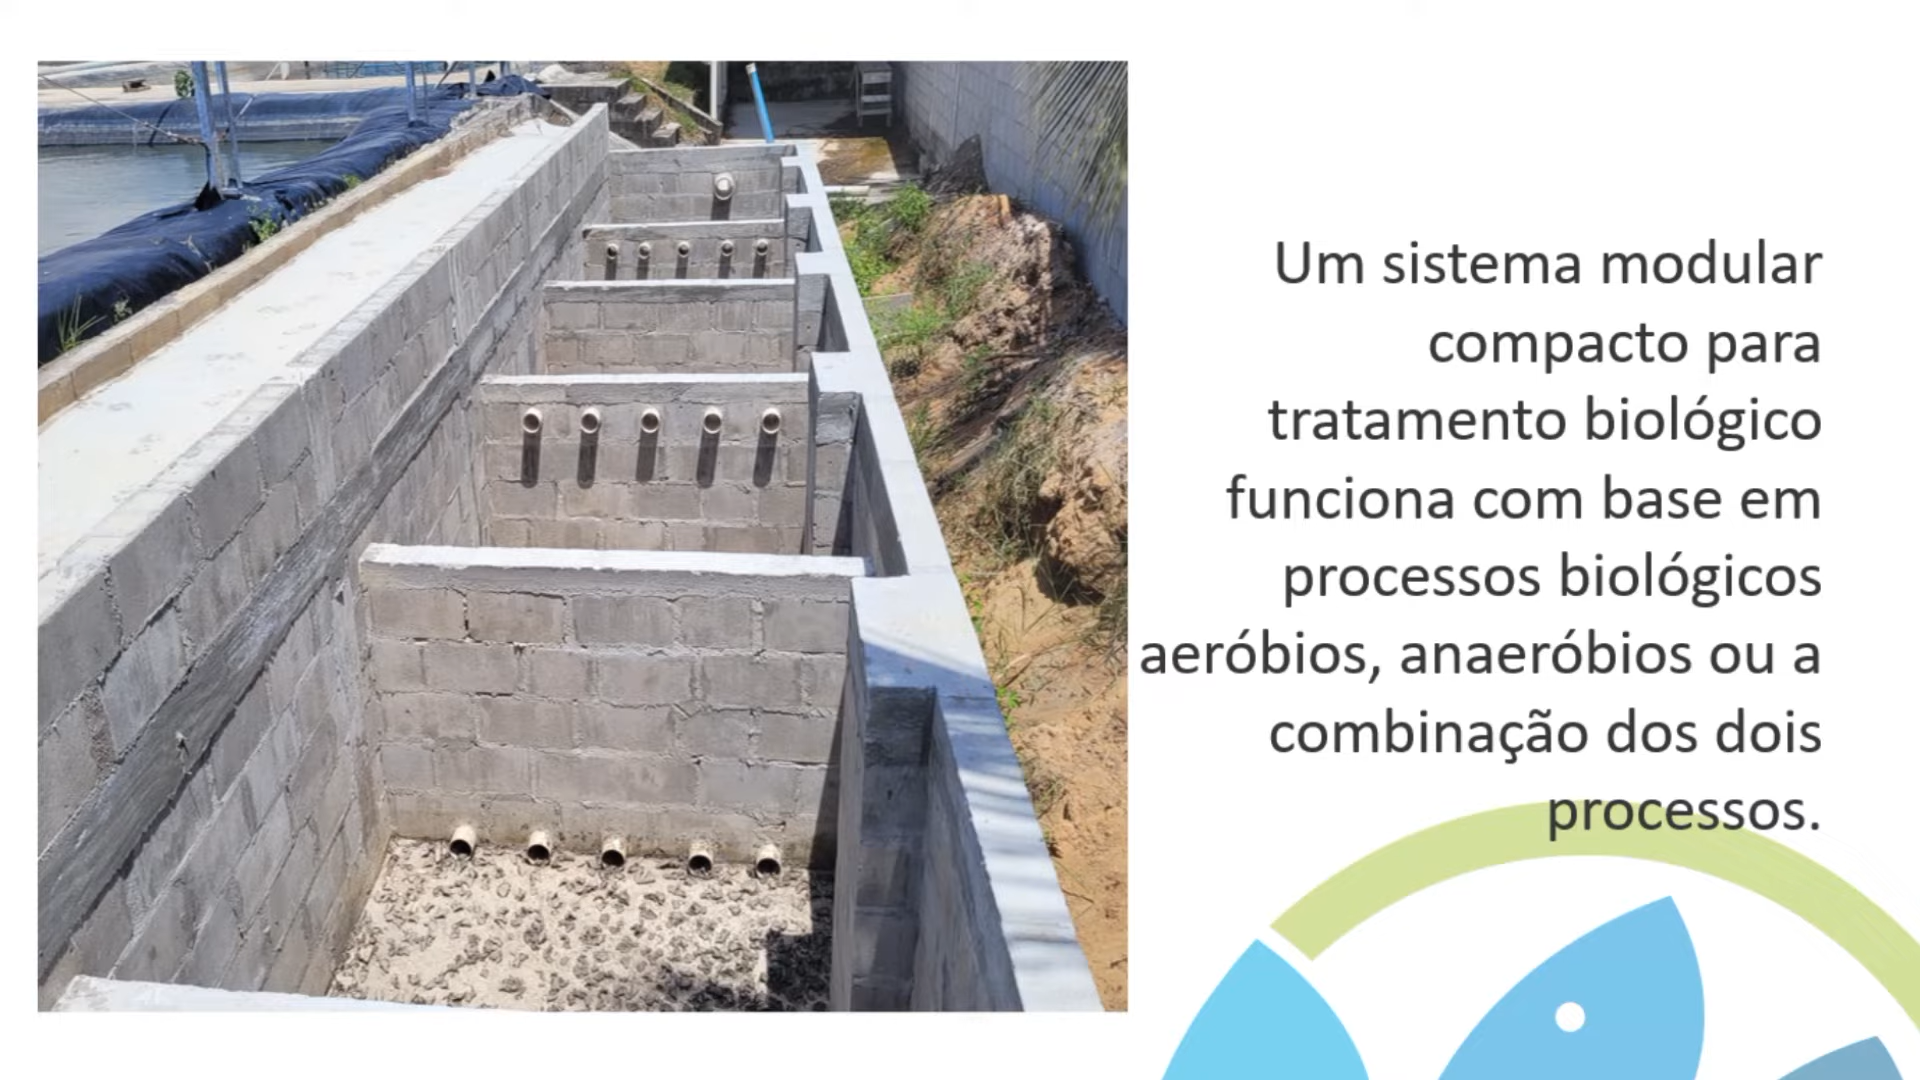 Um sistema modular
compacto para
tratamento biológico
funciona com base em
processos biológicos
aeróbios, anaeróbios ou a
combinação dos dois
processos.